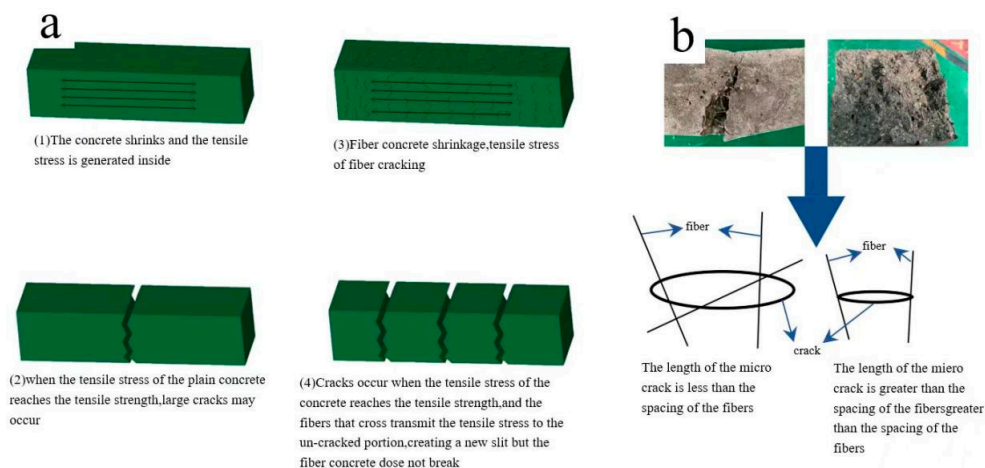 a
(1)The concrete shrinks and the tensile
stress is generated inside
(3)Fiber concrete shrinkage,tensile stress
of fiber cracking
(2)when the tensile stress of the plain concrete
reaches the tensile strength,large cracks may
occur
(4)Cracks occur when the tensile stress of the
concrete reaches the tensile strength,and the
fibers that cross transmit the tensile stress to the
un-cracked portion,creating a new slit but the
fiber concrete dose not break
b
fiber
fiber
crack
The length of the micro
crack is less than the
spacing of the fibers
The length of the miero
crack is greater than the
spacing of the fibersgreater
than the spacing of the
fibers